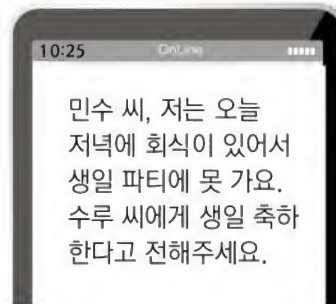 10:25 OnLine
민수 씨, 저는 오늘
저녁에 회식이 있어서
생일 파티에 못 가요.
수루 씨에게 생일 축하
한다고 전해주세요.